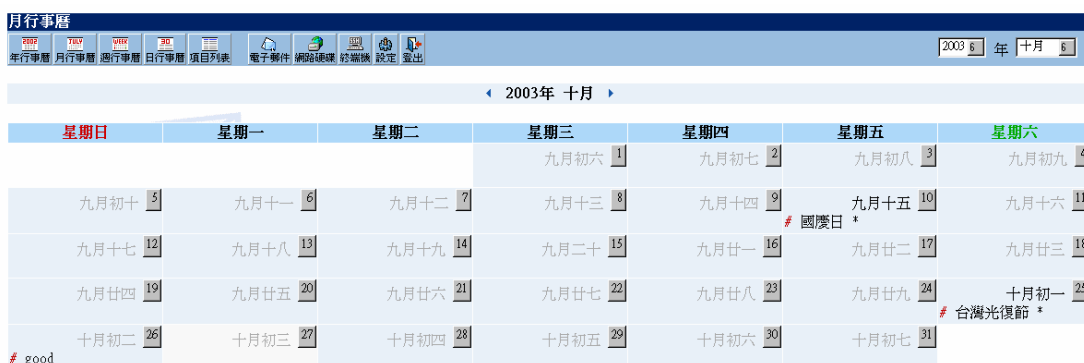 月行事曆
2002 JULY WEEK 30
年行事曆 月行事曆 週行事曆 日行事曆 項目列表 電子郵件 網路硬碟 終端機 設定 登出 2003 6 年 十月 6
2003年 十月
星期日 星期一 星期二 星期三 星期四 星期五 星期六
九月初六 1 九月初七 2 九月初八 3 九月初九 4
九月初十 5 九月十一 6 九月十二 7 九月十三 8 九月十四 9 九月十五 10 九月十六 11
# 國慶日 *
九月十七 12 九月十八 13 九月十九 14 九月二十 15 九月廿一 16 九月廿二 17 九月廿三 18
九月廿四 19 九月廿五 20 九月廿六 21 九月廿七 22 九月廿八 23 九月廿九 24 十月初一 25
# 台灣光復節 *
十月初二 26 十月初三 27 十月初四 28 十月初五 29 十月初六 30 十月初七 31
# good